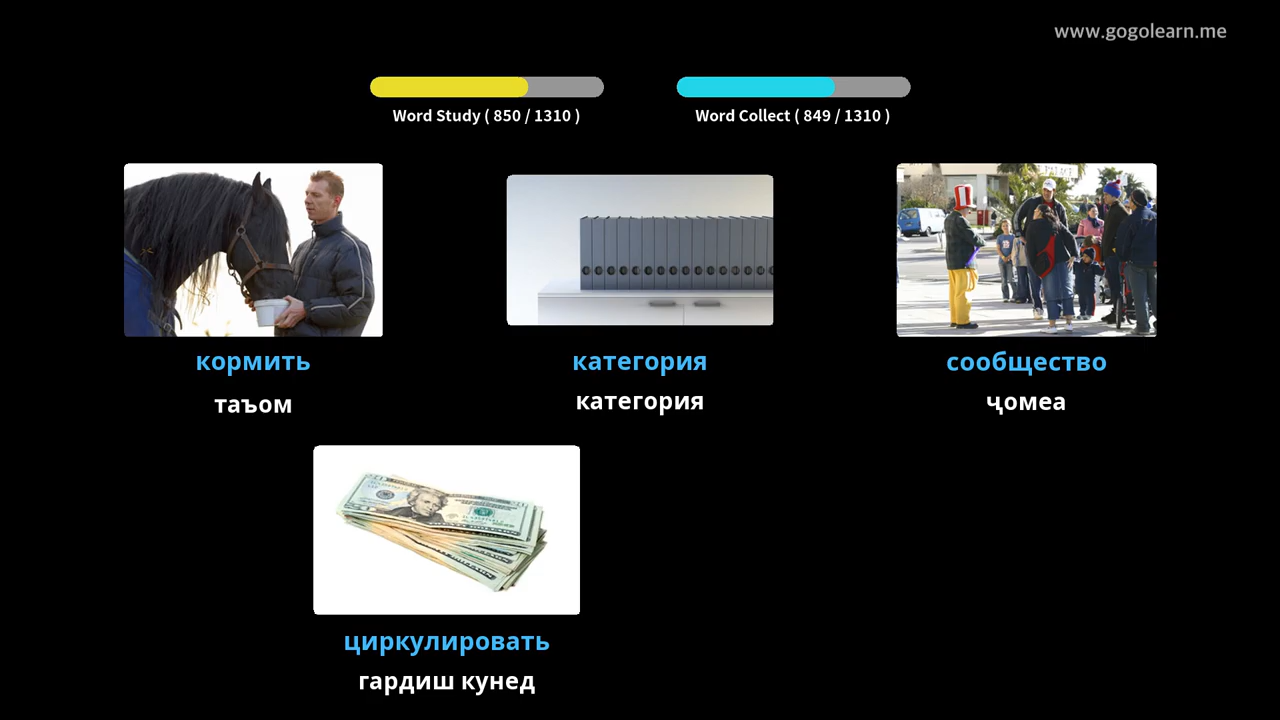 www.gogolearn.me
Word Study ( 850 / 1310 )
Word Collect ( 849 / 1310 )
кормить
таъом
категория
категория
сообщество
ҷомеа
циркулировать
гардиш кунед